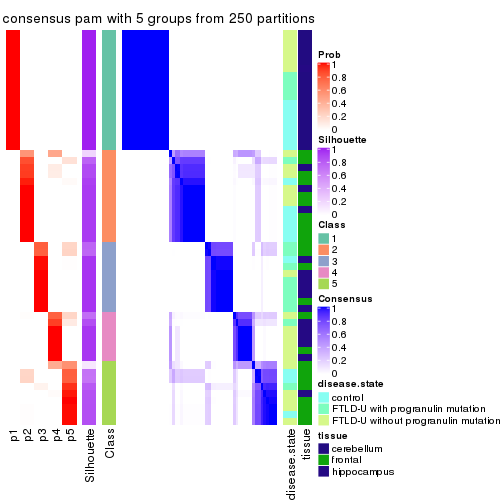 consensus pam with 5 groups from 250 partitions
Prob
1
0.8
0.6
0.4
0.2
0
Silhouette
1
0.8
0.6
0.4
0.2
0
Class
1
2
3
4
5
Consensus
1
0.8
0.6
0.4
0.2
0
disease.state
control
FTLD-U with progranulin mutation
FTLD-U without progranulin mutation
tissue
cerebellum
frontal
hippocampus
p1
p2
p3
p4
p5
Silhouette
Class
disease.state
tissue